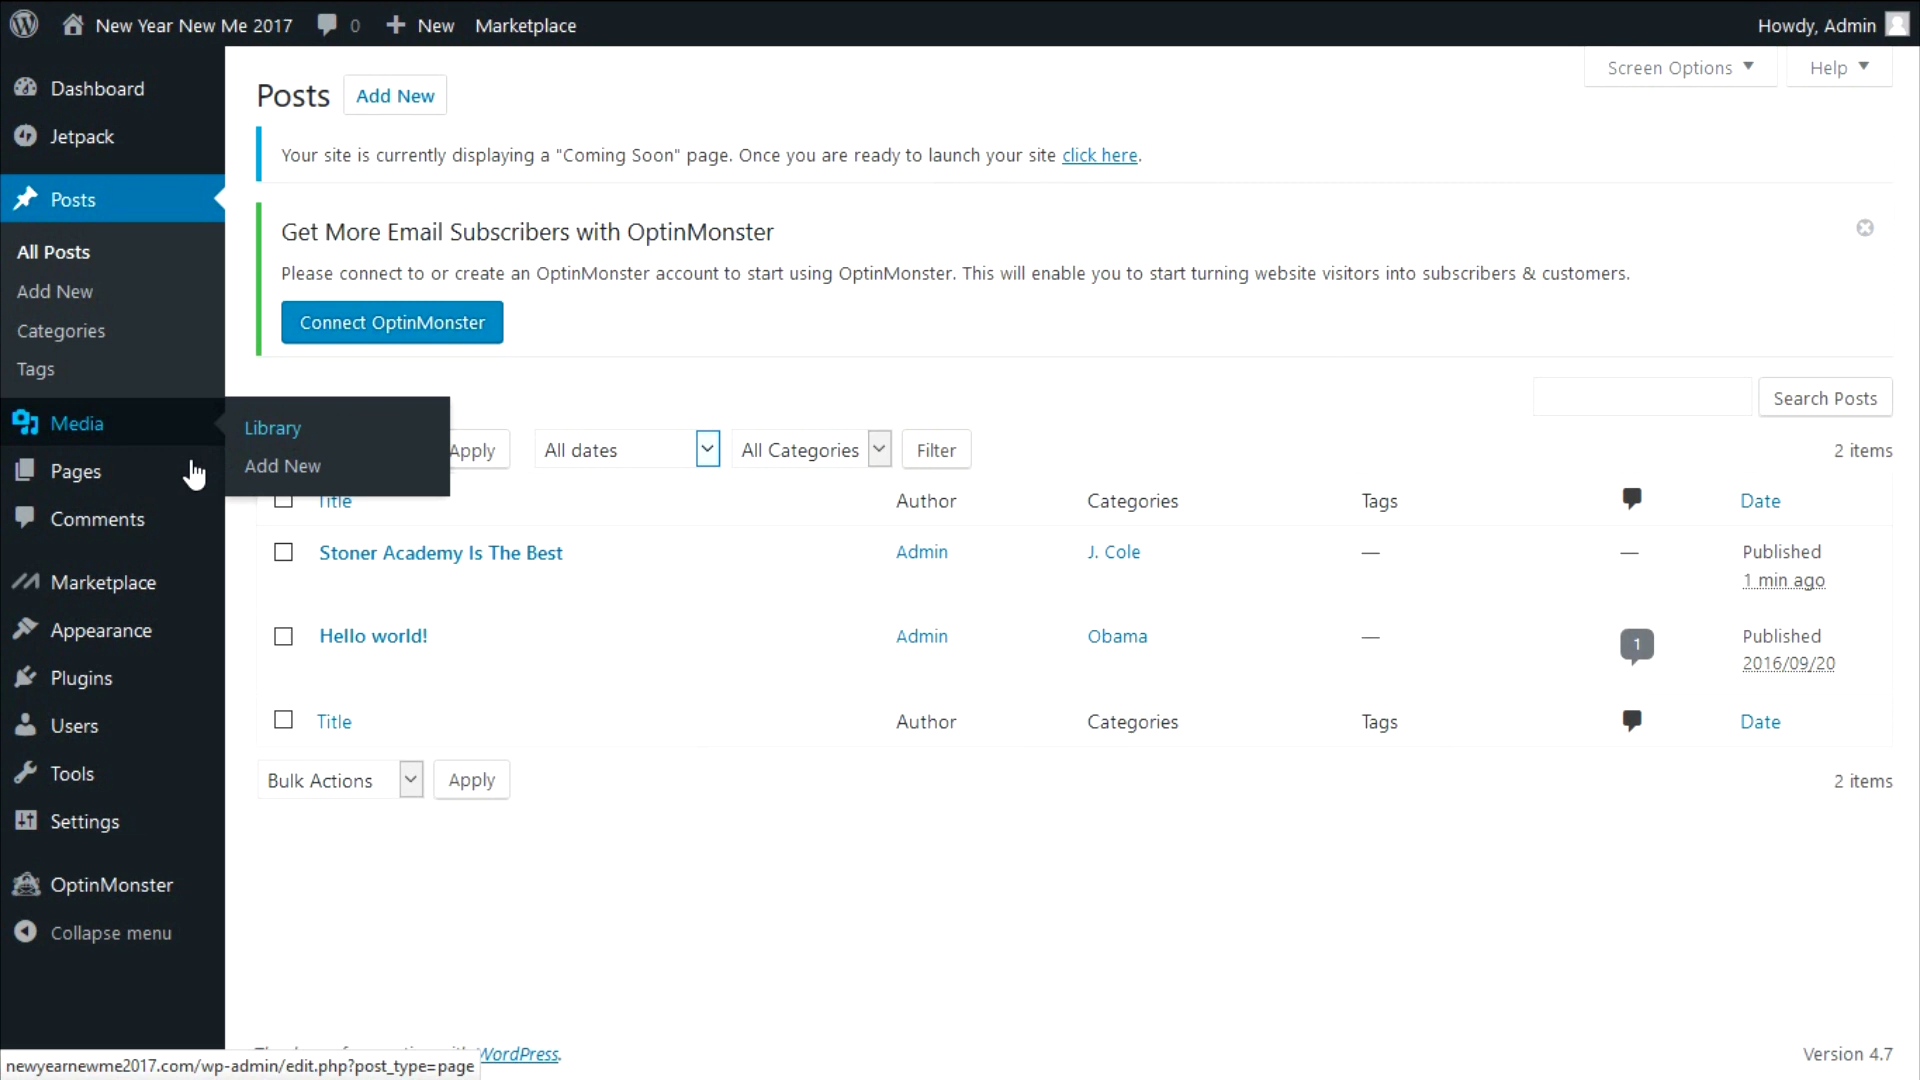 New Year New Me 2017 0 New Marketplace Howdy, Admin
Screen Options Help
Dashboard
Jetpack
Posts
All Posts
Add New
Categories
Tags
Media
Library
Add New
Pages
Comments
Marketplace
Appearance
Plugins
Users
Tools
Settings
OptinMonster
Collapse menu
Posts Add New
Your site is currently displaying a "Coming Soon" page. Once you are ready to launch your site click here.
Get More Email Subscribers with OptinMonster
Please connect to or create an OptinMonster account to start using OptinMonster. This will enable you to start turning website visitors into subscribers & customers.
Connect OptinMonster
Search Posts
Apply All dates All Categories Filter 2 items
Title Author Categories Tags Date
Stoner Academy Is The Best Admin J. Cole — — Published
1 min ago
Hello world! Admin Obama — 1 Published
2016/09/20
Title Author Categories Tags Date
Bulk Actions Apply 2 items
WordPress. Version 4.7
newyearnewme2017.com/wp-admin/edit.php?post_type=page